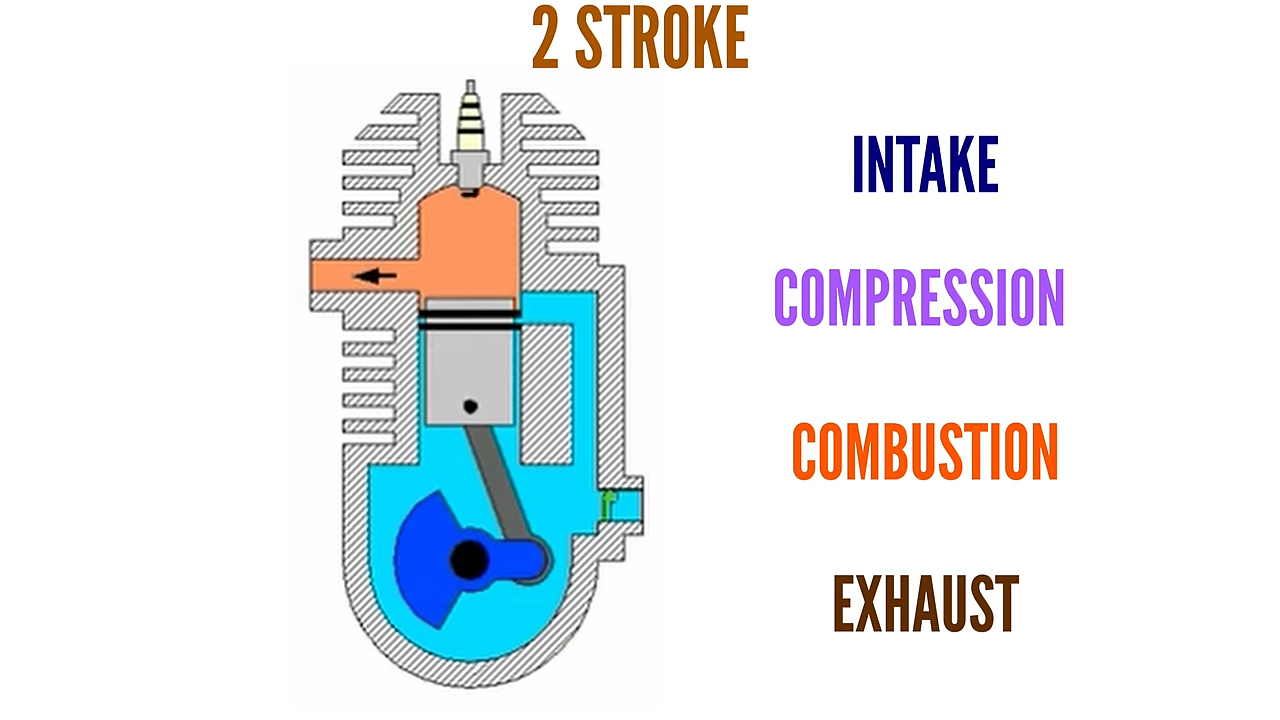 2 STROKE
INTAKE
COMPRESSION
COMBUSTION
EXHAUST